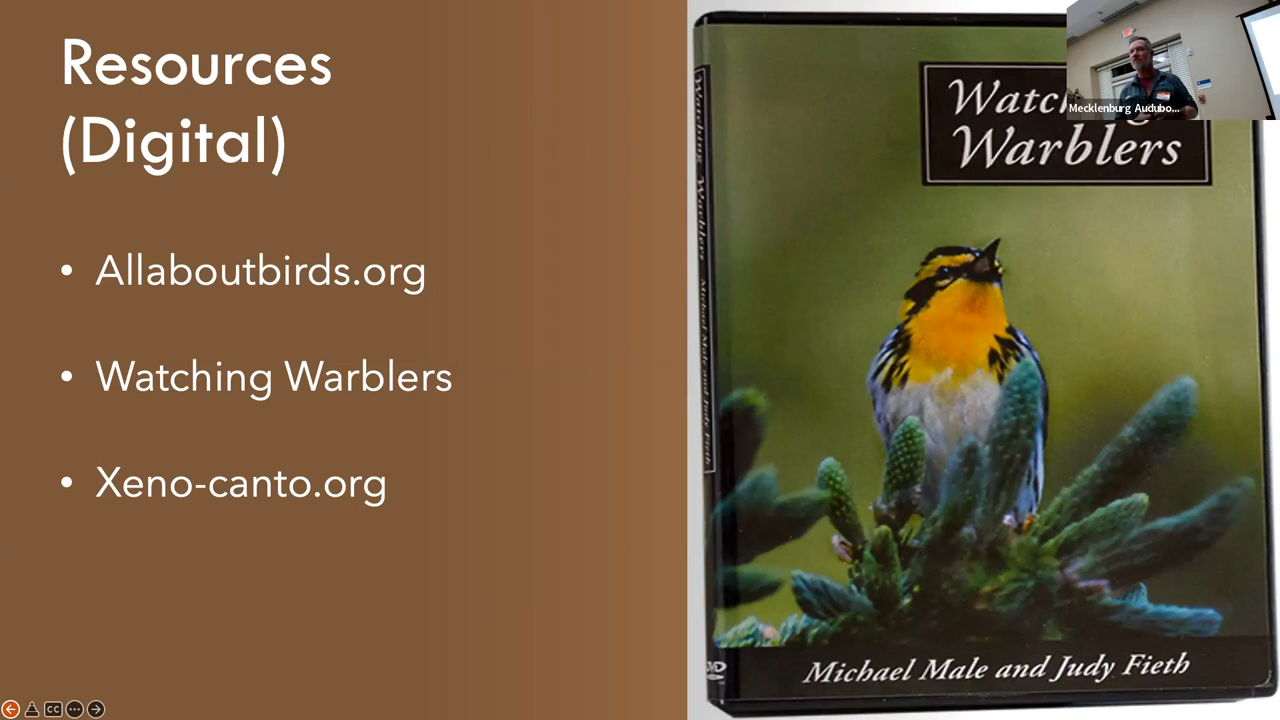 Resources
(Digital)
• Allaboutbirds.org
• Watching Warblers
• Xeno-canto.org
Warblers
Watching Warblers Michael Male and Judy Fieth
Michael Male and Judy Fieth
Mecklenburg Audubo...
CC